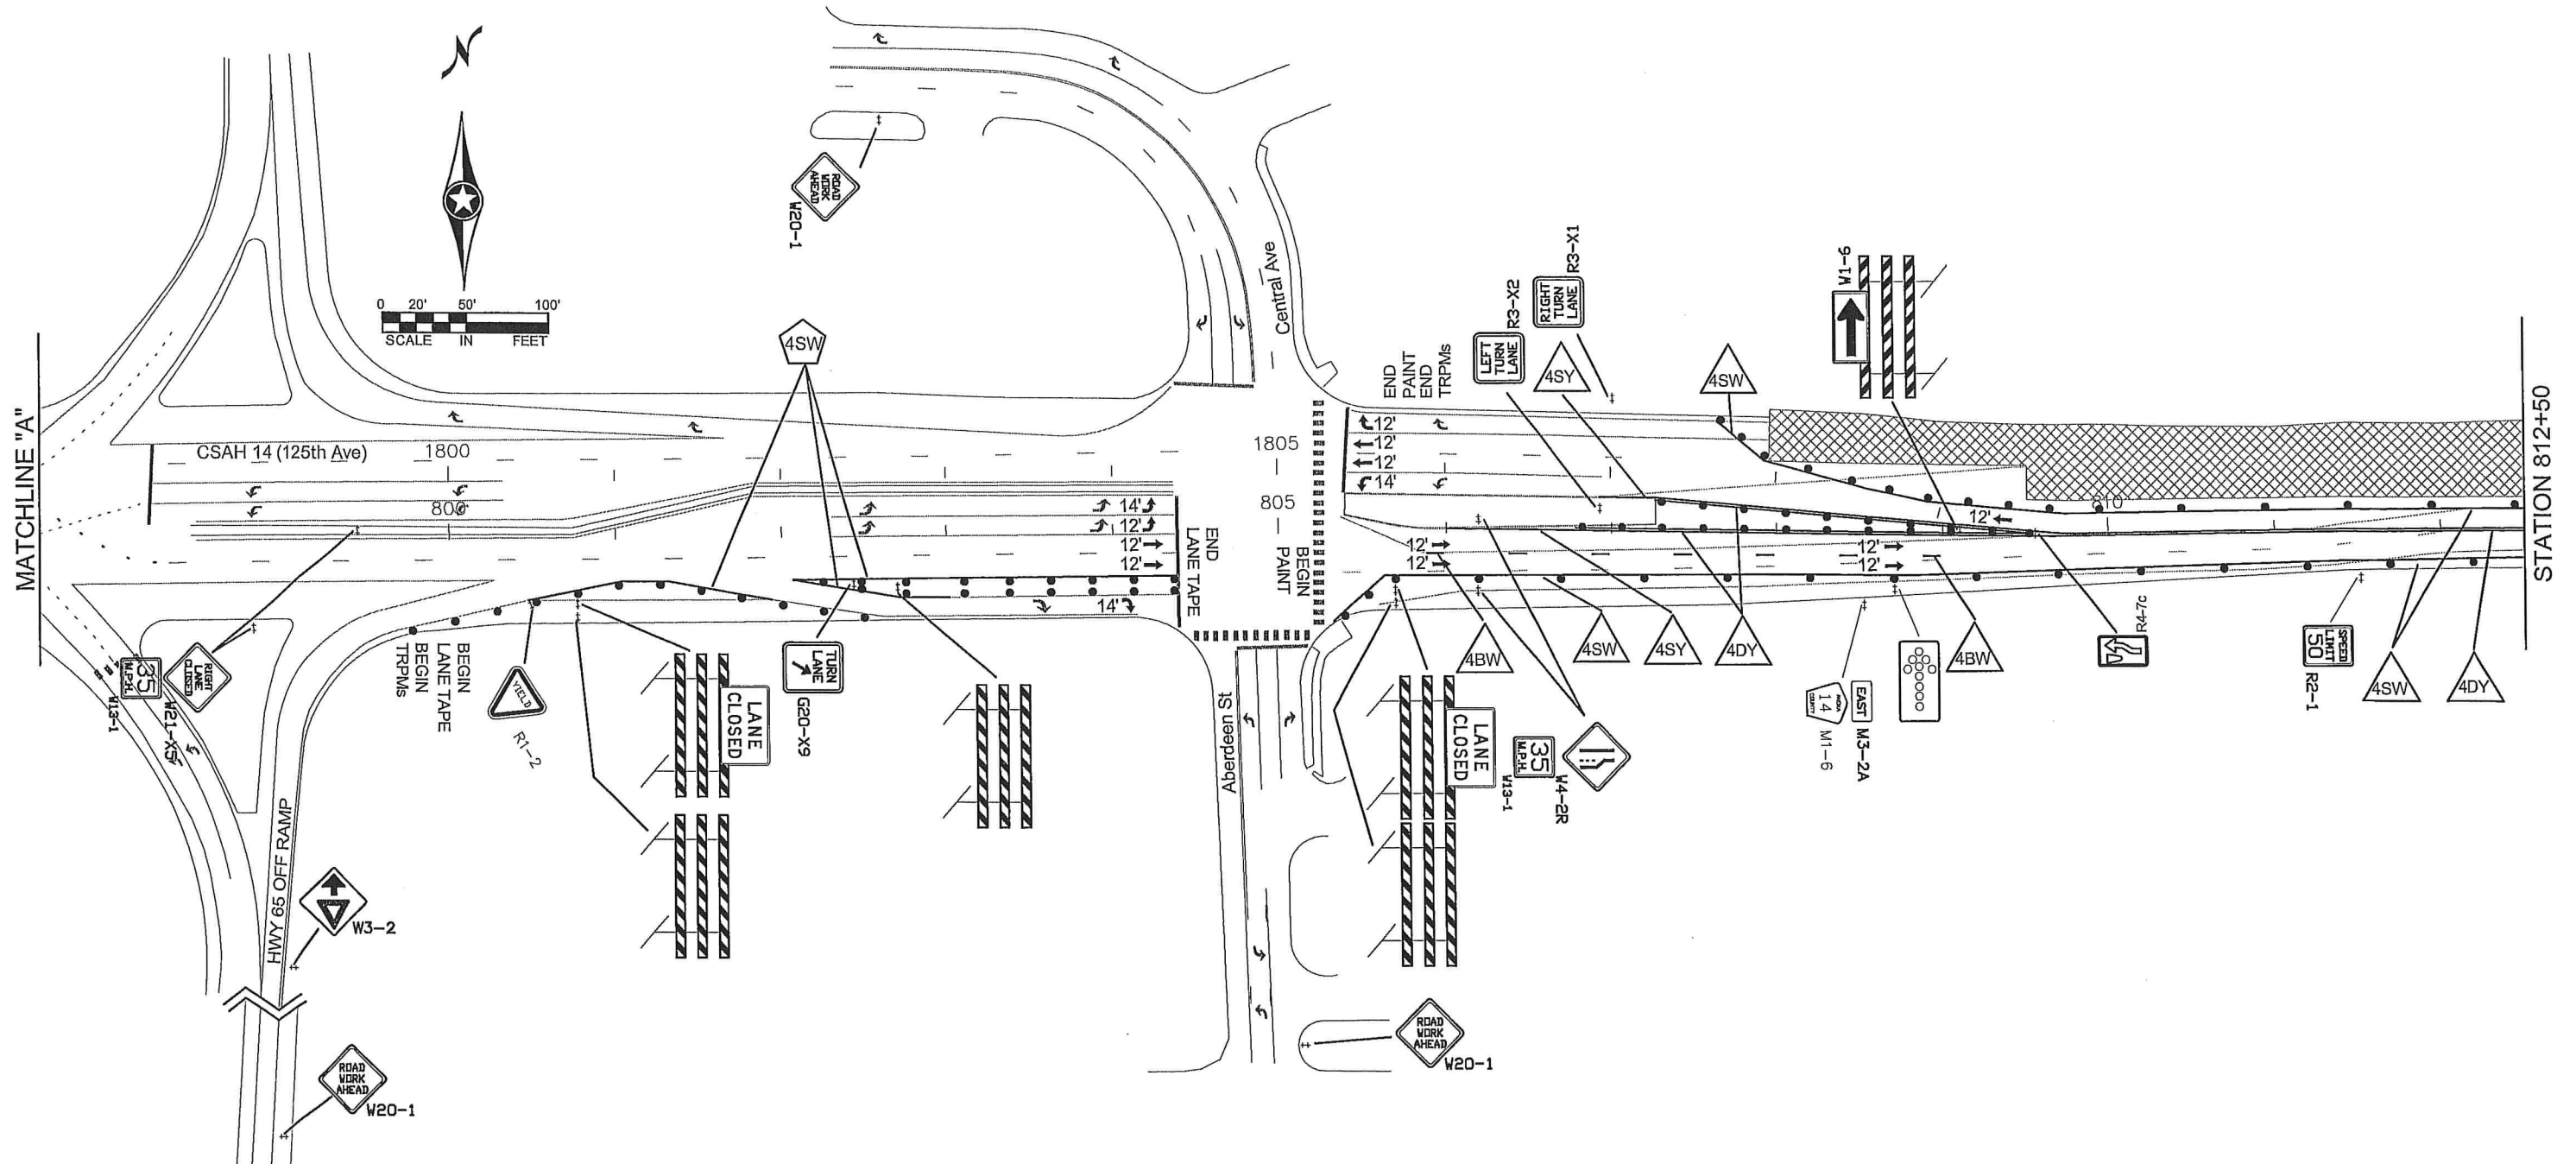 N
0 20' 50' 100'
SCALE IN FEET
MATCHLINE "A"
CSAH 14 (125th Ave)
1800
800
4SW
ROAD
WORK
AHEAD
W20-1
Central Ave
1805
805
END
LANE TAPE
BEGIN
PAINT
14'
12'
12'
12'
14'
END
PAINT
END
TRPMs
12'
12'
12'
14'
LEFT
TURN
LANE
R3-X2
RIGHT
TURN
LANE
R3-X1
4SY
4SW
W1-6
810
12'
12'
12'
12'
12'
STATION 812+50
35
M.P.H.
W13-1
RIGHT
LANE
CLOSED
W21-X5
BEGIN
LANE TAPE
BEGIN
TRPMs
YIELD
R1-2
LANE
CLOSED
TURN
LANE
G20-X9
Aberdeen St
LANE
CLOSED
4BW
4SW
4SY
4DY
35
M.P.H.
W13-1
W4-2R
14
COUNTY
M1-6
EAST
M3-2A
4BW
R4-7c
SPEED
LIMIT
50
R2-1
4SW
4DY
HWY 65 OFF RAMP
W3-2
ROAD
WORK
AHEAD
W20-1
ROAD
WORK
AHEAD
W20-1